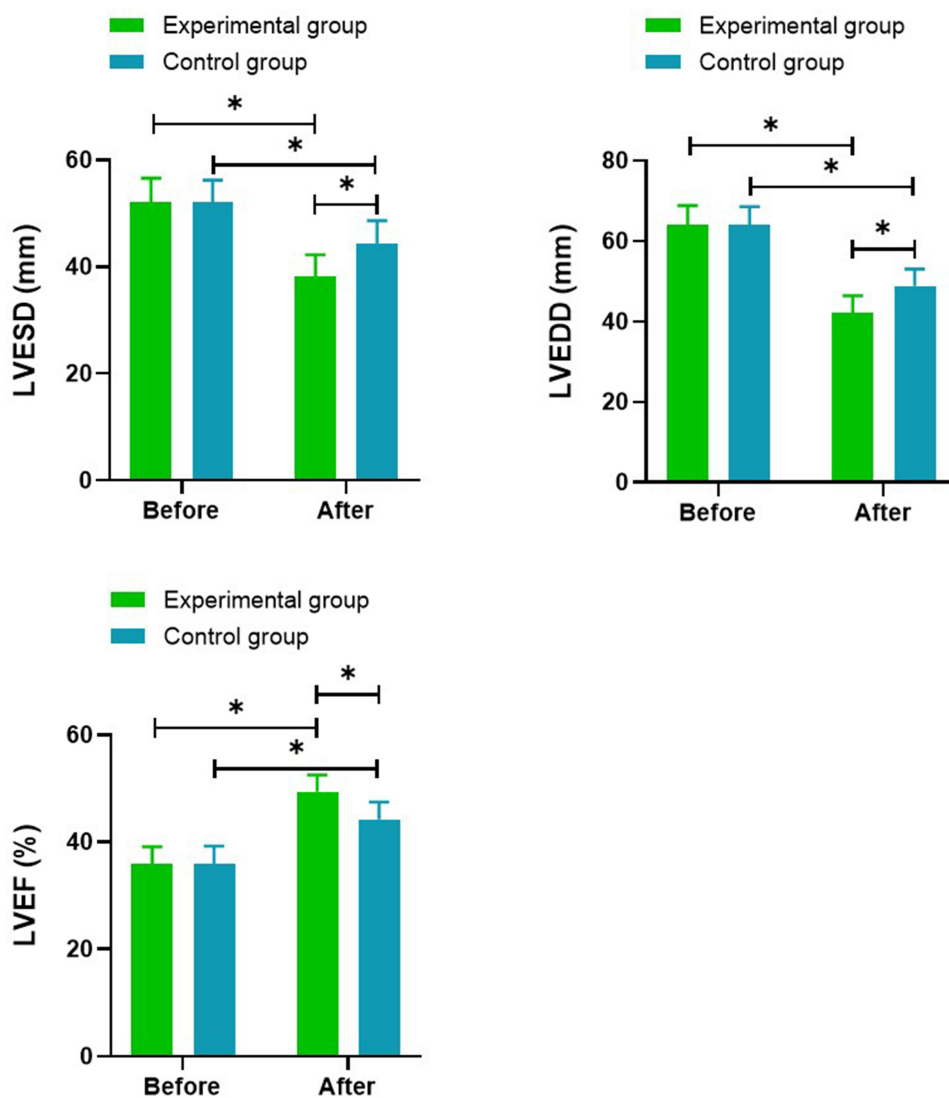 Experimental group
Control group
*
*
*
60
40
20
0
LVESD (mm)
Before After
Experimental group
Control group
*
*
*
80
60
40
20
0
LVEDD (mm)
Before After
Experimental group
Control group
*
*
*
60
40
20
0
LVEF (%)
Before After